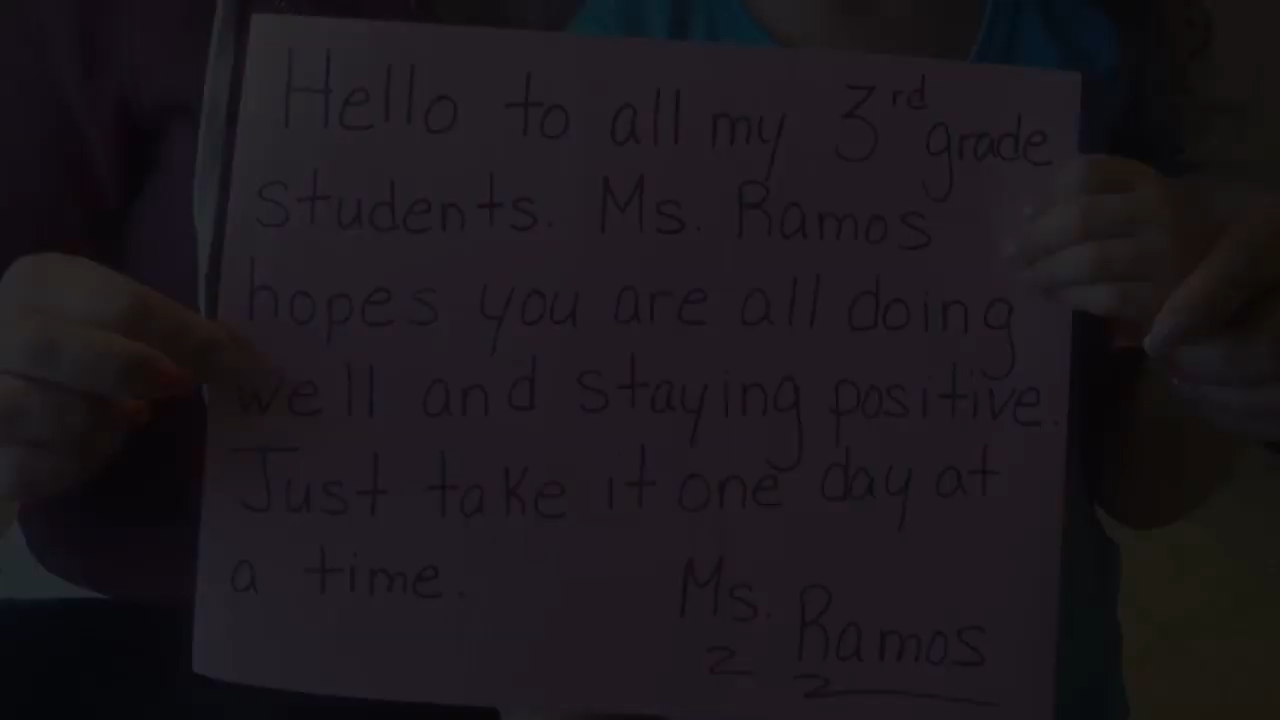 Hello to all my 3rd grade
students. Ms. Ramos
hopes you are all doing
well and staying positive.
Just take it one day at
a time.
Ms. Ramos